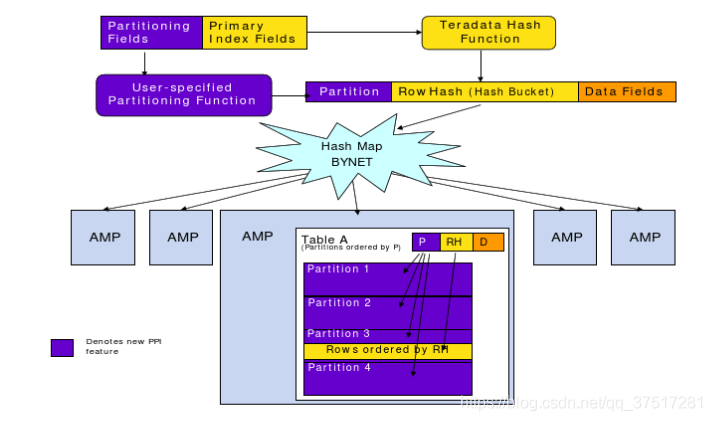 Partitioning
Fields
Primary
Index Fields
Teradata Hash
Function
User-specified
Partitioning Function
Partition
Row Hash (Hash Bucket)
Data Fields
Hash Map
BYNET
AMP
AMP
AMP
AMP
AMP
Table A
(Partitions ordered by P)
P
RH
D
Partition 1
Partition 2
Partition 3
Rows ordered by RH
Partition 4
Denotes new PPI
feature
https://blog.csdn.net/qq_37517281